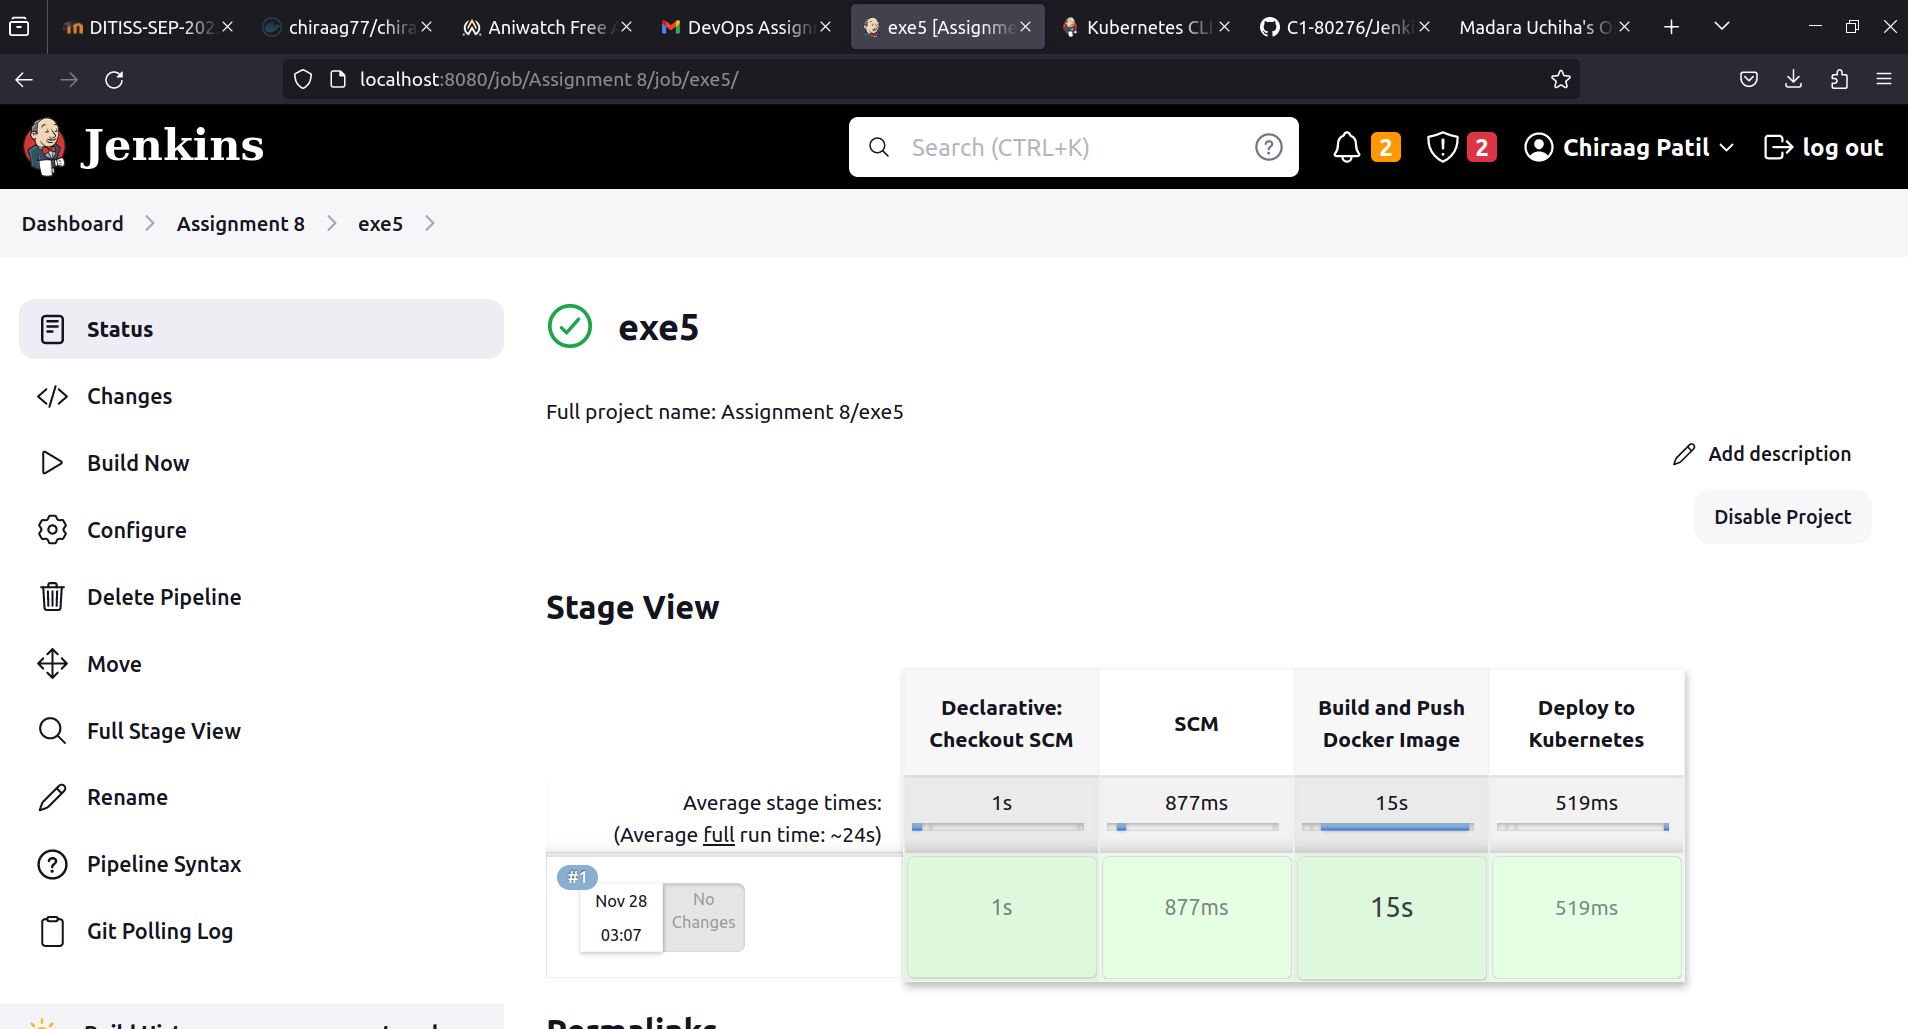 DITISS-SEP-202
chiraag77/chira
Aniwatch Free
DevOps Assignm
exe5 [Assignme
Kubernetes CL
C1-80276/Jenki
Madara Uchiha's O
localhost:8080/job/Assignment 8/job/exe5/
Jenkins
Search (CTRL+K)
2
2
Chiraag Patil
log out
Dashboard
Assignment 8
exe5
Status
Changes
Build Now
Configure
Delete Pipeline
Move
Full Stage View
Rename
Pipeline Syntax
Git Polling Log
exe5
Full project name: Assignment 8/exe5
Add description
Disable Project
Stage View
Declarative:
Checkout SCM
SCM
Build and Push
Docker Image
Deploy to
Kubernetes
Average stage times:
(Average full run time: ~24s)
1s
877ms
15s
519ms
#1
Nov 28
03:07
No
Changes
1s
877ms
15s
519ms
Permalinks